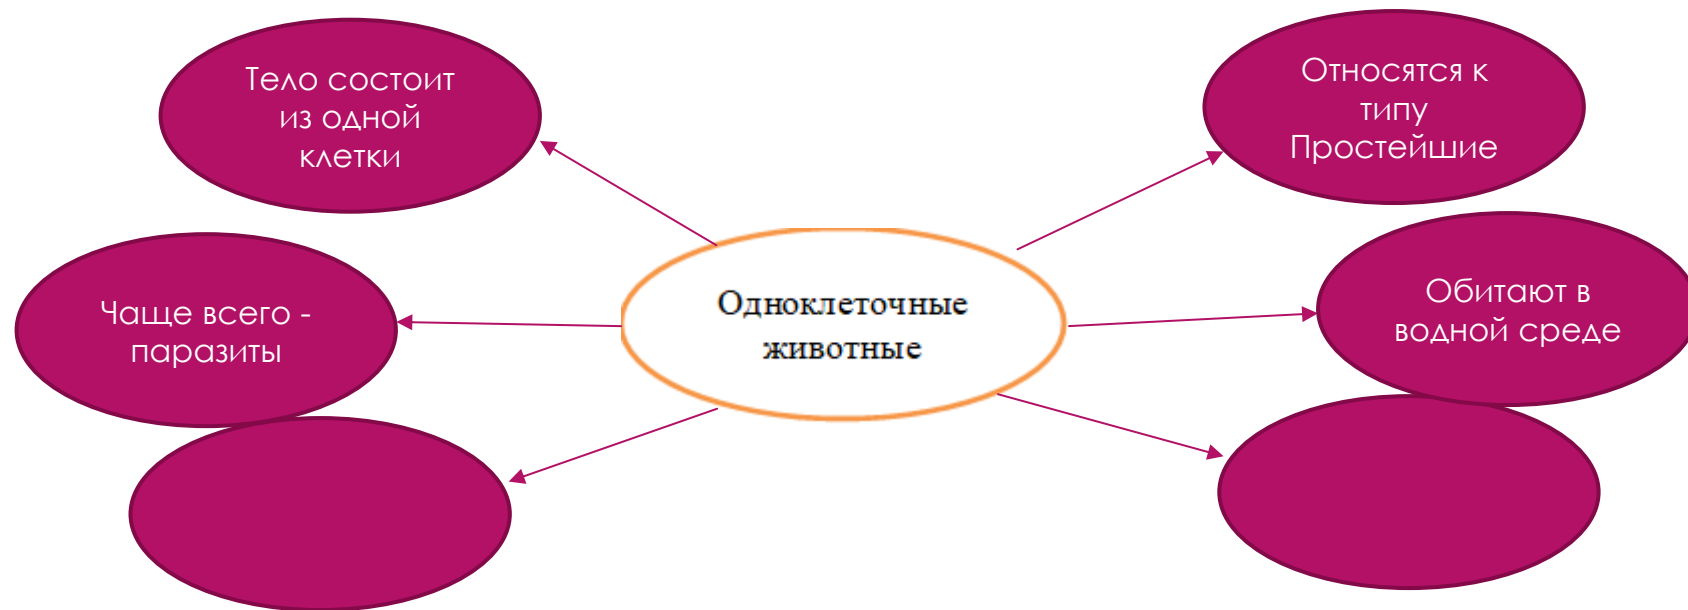 Тело состоит
из одной
клетки
Относятся к
типу
Простейшие
Чаще всего -
паразиты
Одноклеточные
животные
Обитают в
водной среде